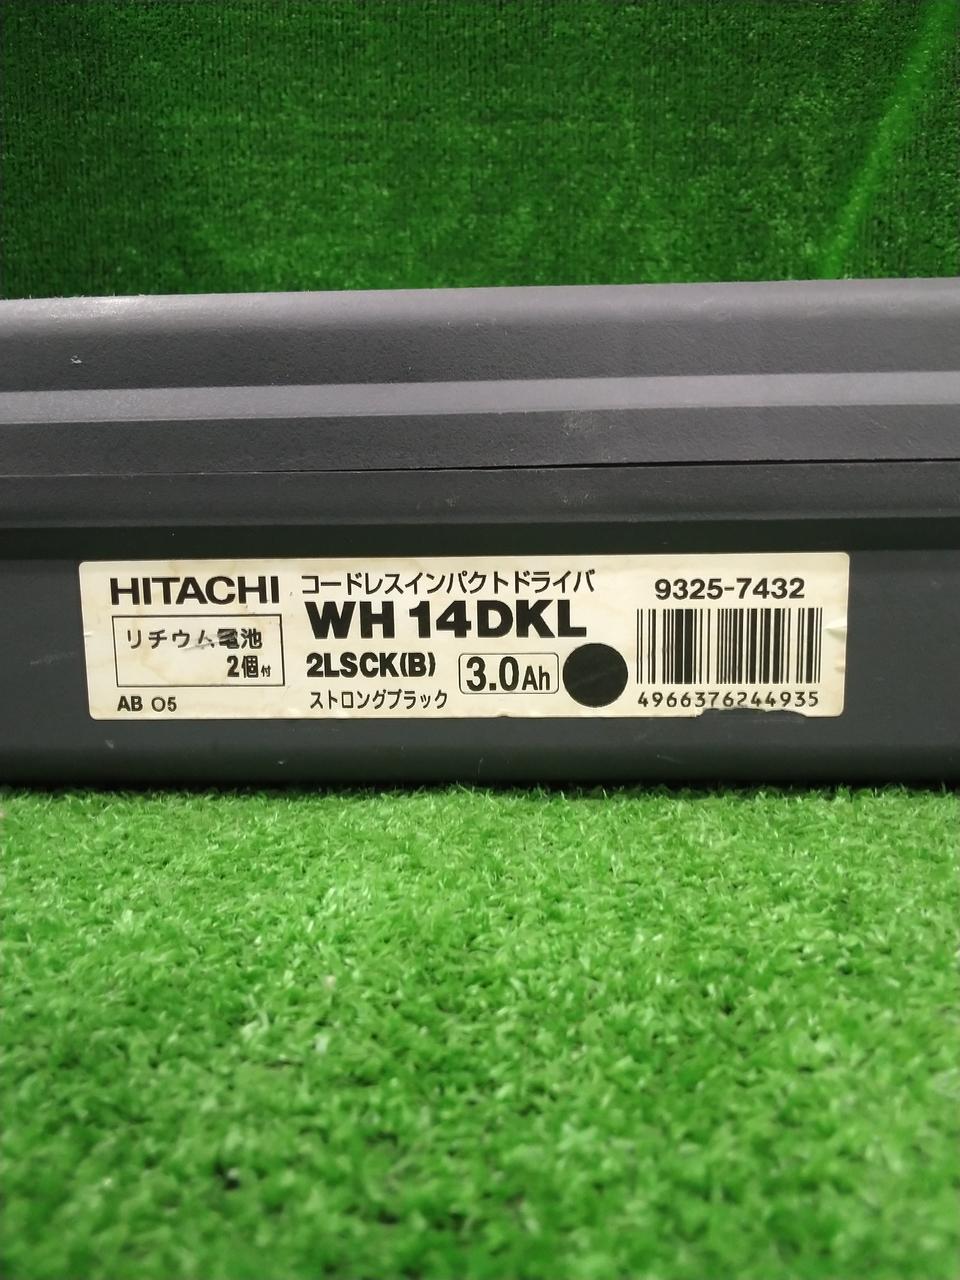 HITACHI
コードレスインパクトドライバ
WH 14DKL
リチウム電池
2個付
AB O5
2LSCK(B)
3.0Ah
ストロングブラック
9325-7432
4966376244935